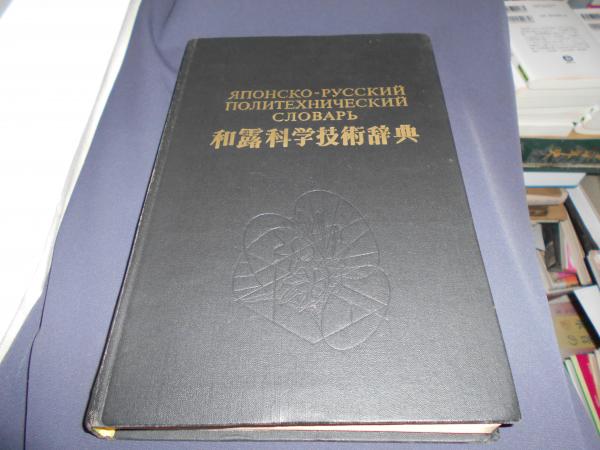 ЯПОНСКО-РУССКИЙ
ПОЛИТЕХНИЧЕСКИЙ
СЛОВАРЬ
和露科学技術辞典